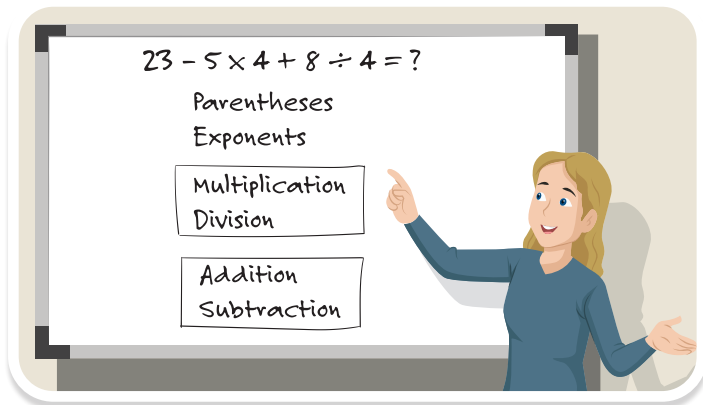 23 – 5 × 4 + 8 ÷ 4 = ?
Parentheses
Exponents
Multiplication
Division
Addition
Subtraction